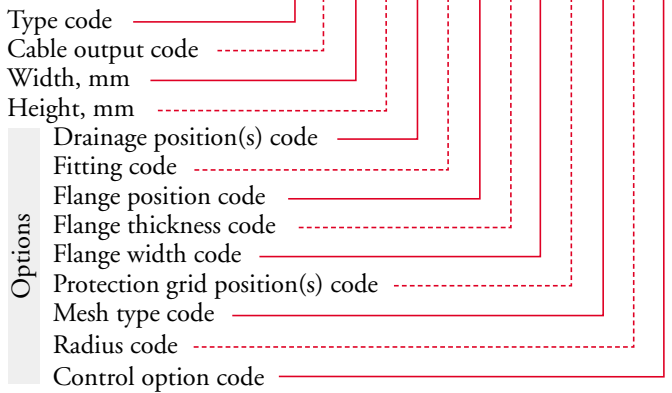 Type code
Cable output code
Width, mm
Height, mm
Drainage position(s) code
Fitting code
Flange position code
Flange thickness code
Flange width code
Protection grid position(s) code
Mesh type code
Radius code
Control option code
Options